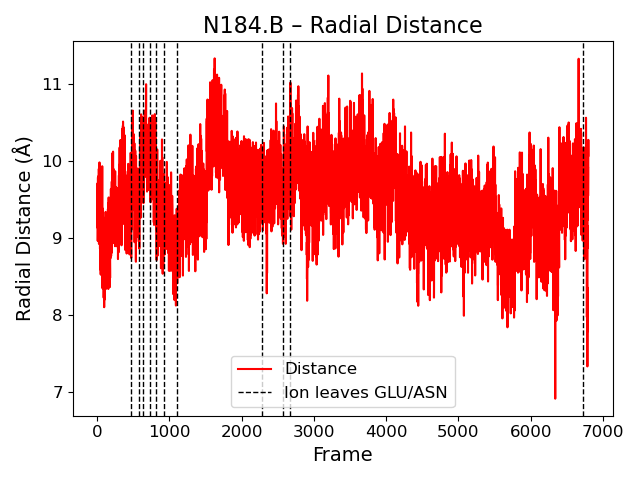 N184.B – Radial Distance
Radial Distance (Å)
11
10
9
8
7
Distance
Ion leaves GLU/ASN
0 1000 2000 3000 4000 5000 6000 7000
Frame